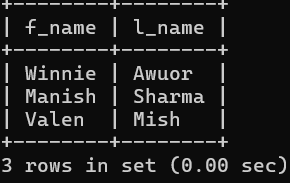 +--------+--------+
| f_name | l_name |
+--------+--------+
| Winnie | Awuor  |
| Manish | Sharma |
| Valen  | Mish   |
+--------+--------+
3 rows in set (0.00 sec)